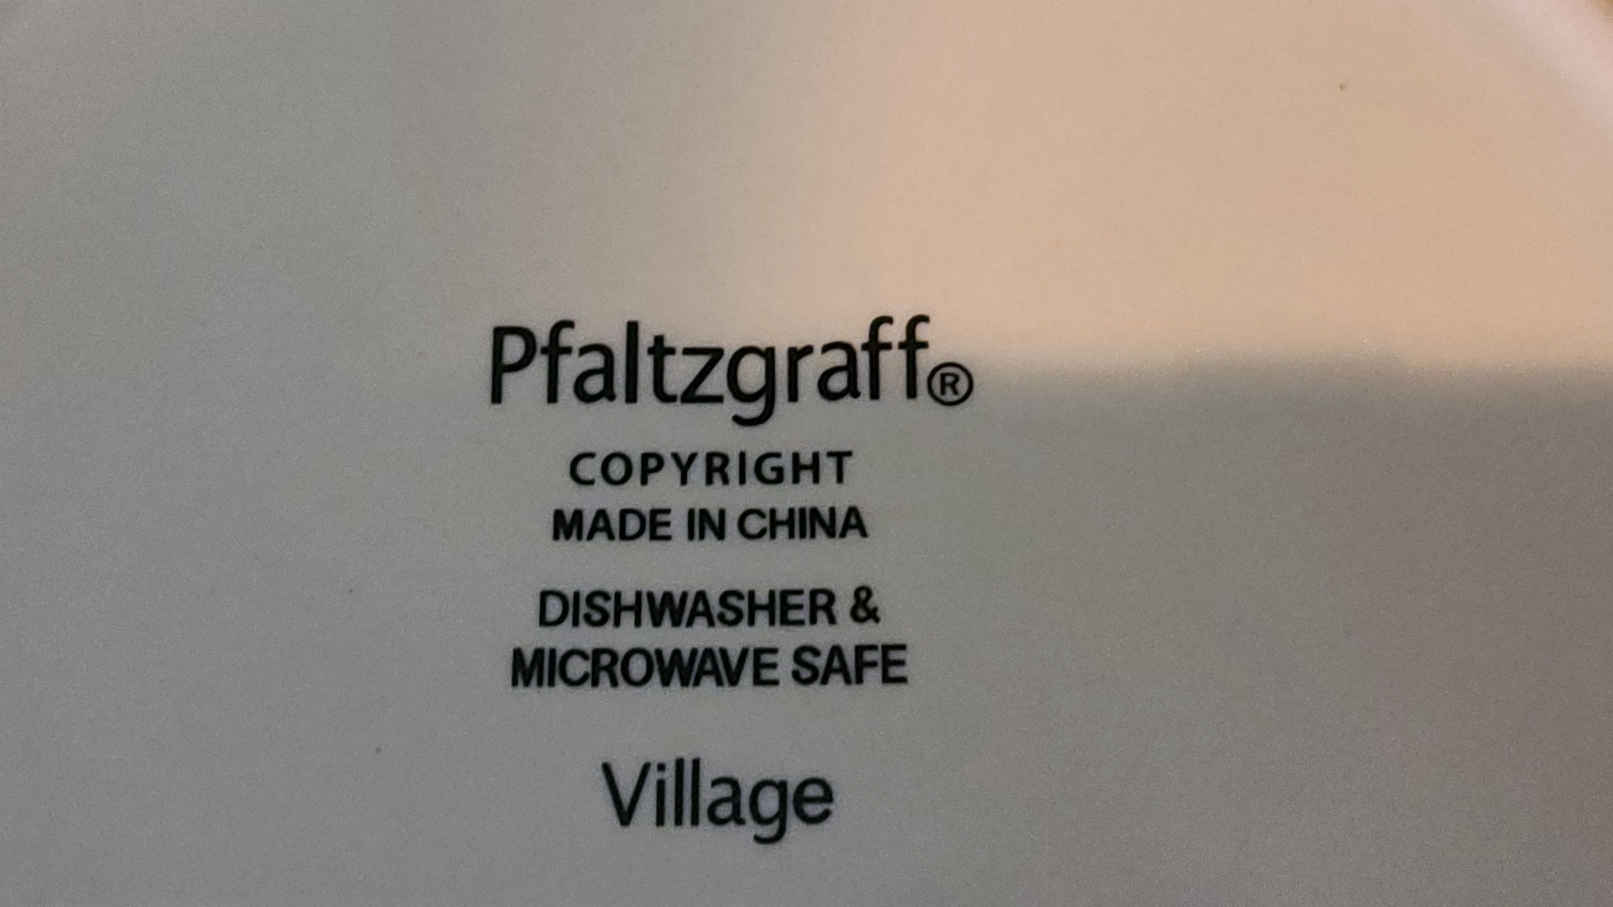 Pfaltzgraff®
COPYRIGHT
MADE IN CHINA
DISHWASHER &
MICROWAVE SAFE
Village